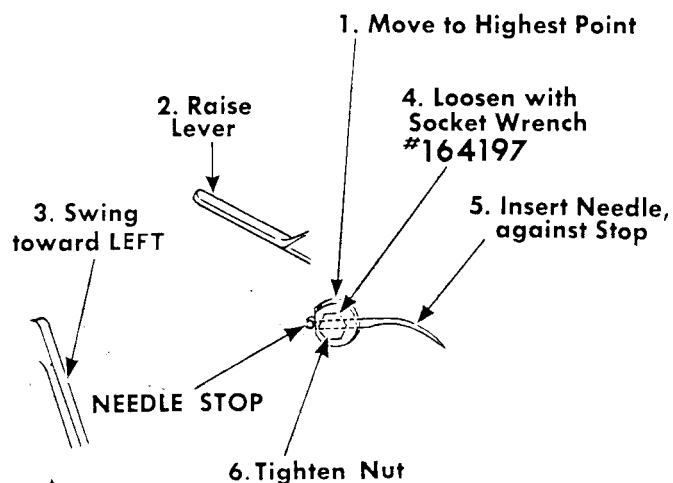 1. Move to Highest Point
2. Raise
Lever
4. Loosen with
Socket Wrench
#164197
3. Swing
toward LEFT
5. Insert Needle,
against Stop
NEEDLE STOP
6. Tighten Nut